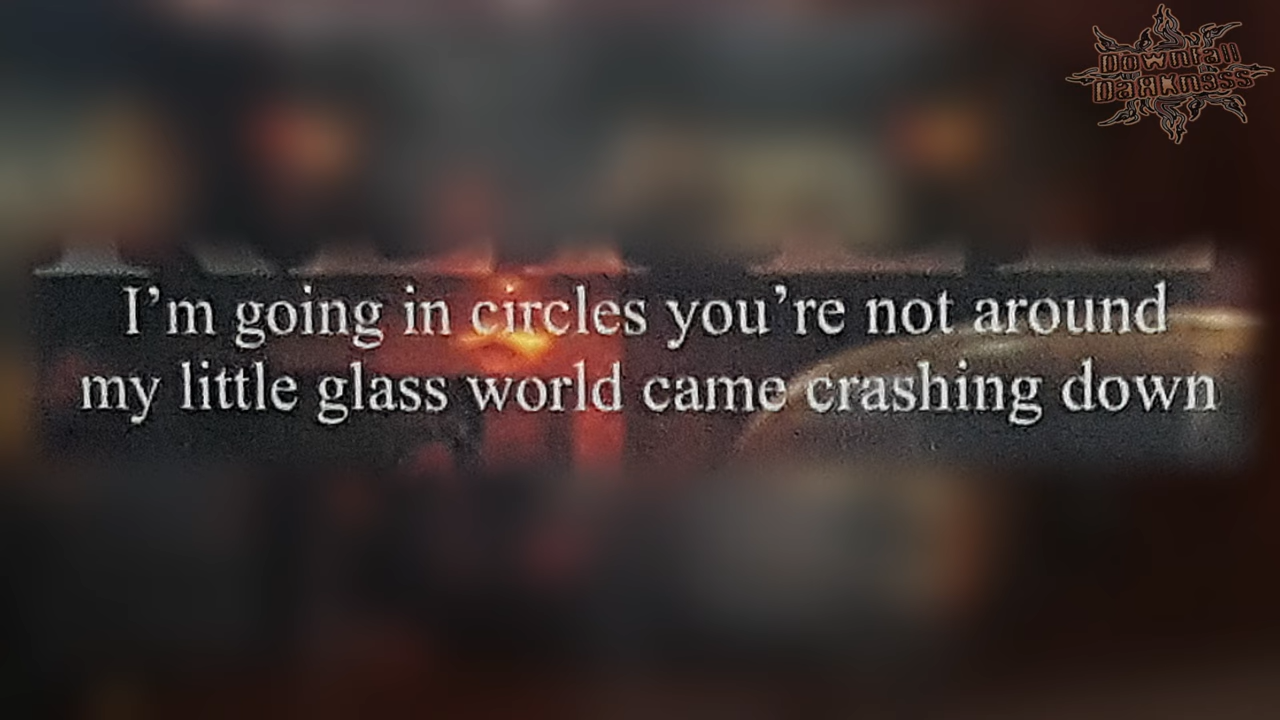 Downfall
Darkness
I’m going in circles you’re not around
my little glass world came crashing down